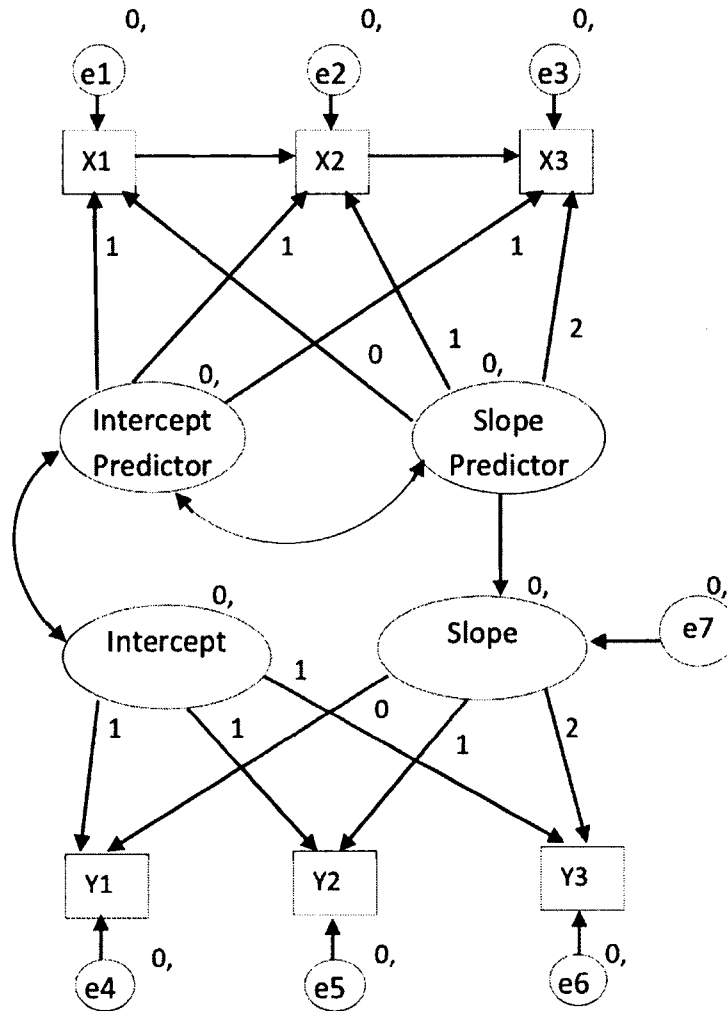 0, 0, 0,
e1 e2 e3
X1 X2 X3
1 1 1
0 1 2
0, 0,
Intercept
Predictor
Slope
Predictor
0, 0, 0,
Intercept
Slope
e7
1 1 1 0 1 2
Y1 Y2 Y3
0, 0, 0,
e4 e5 e6